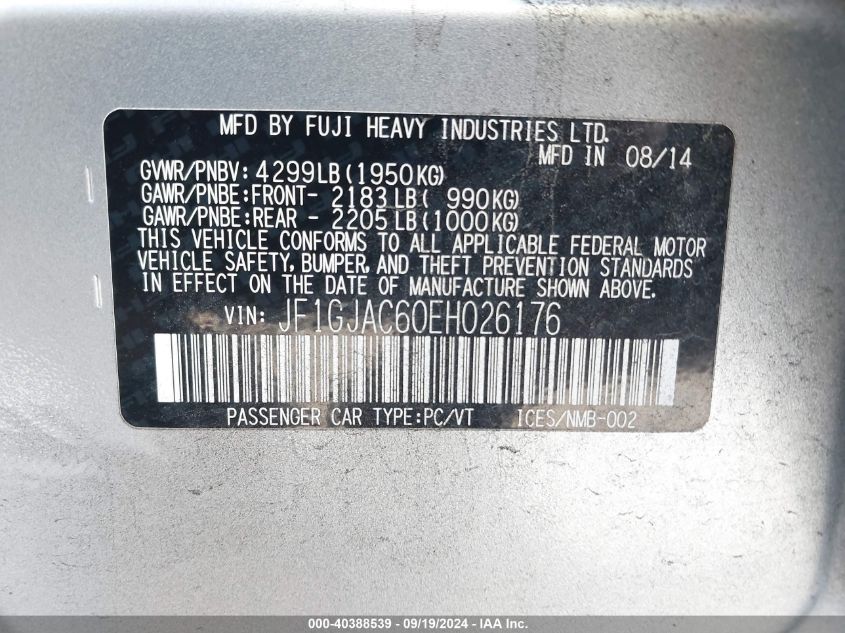 MFD BY FUJI HEAVY INDUSTRIES LTD.
MFD IN 08/14
GVWR/PNBV: 4299LB(1950KG)
GAWR/PNBE:FRONT- 2183LB( 990KG)
GAWR/PNBE:REAR - 2205LB(1000KG)
THIS VEHICLE CONFORMS TO ALL APPLICABLE FEDERAL MOTOR
VEHICLE SAFETY, BUMPER, AND THEFT PREVENTION STANDARDS
IN EFFECT ON THE DATE OF MANUFACTURE SHOWN ABOVE.
VIN: JF1GJAC60EH026176
PASSENGER CAR TYPE:PC/VT ICES/NMB-002
000-40388539 - 09/19/2024 - IAA Inc.